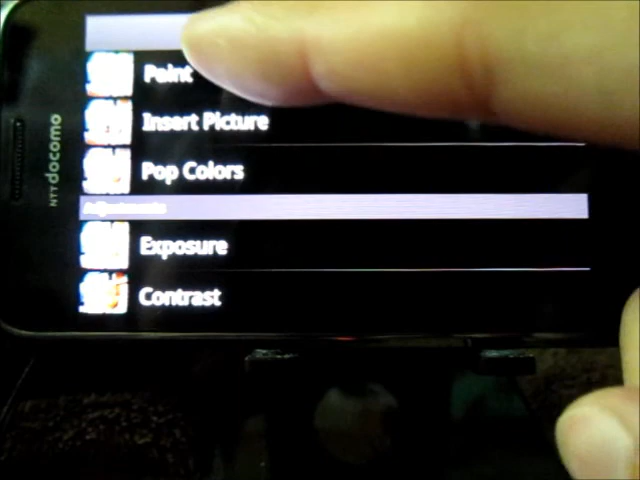 NTT docomo
Paint
Insert Picture
Pop Colors
Adjustments
Exposure
Contrast